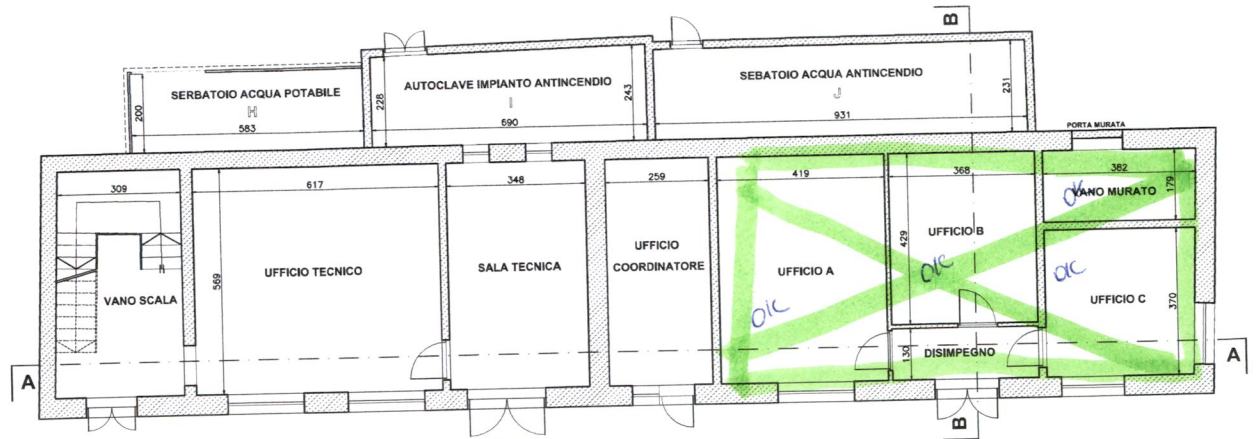 B
SERBATOIO ACQUA POTABILE
H
200
583
AUTOCLAVE IMPIANTO ANTINCENDIO
I
228
243
690
SEBATOIO ACQUA ANTINCENDIO
J
231
931
PORTA MURATA
309
617
348
259
419
368
382
OK
VANO MURATO
179
VANO SCALA
569
UFFICIO TECNICO
SALA TECNICA
UFFICIO
COORDINATORE
UFFICIO A
OK
429
UFFICIO B
OK
OK
UFFICIO C
370
130
DISIMPEGNO
A
A
B